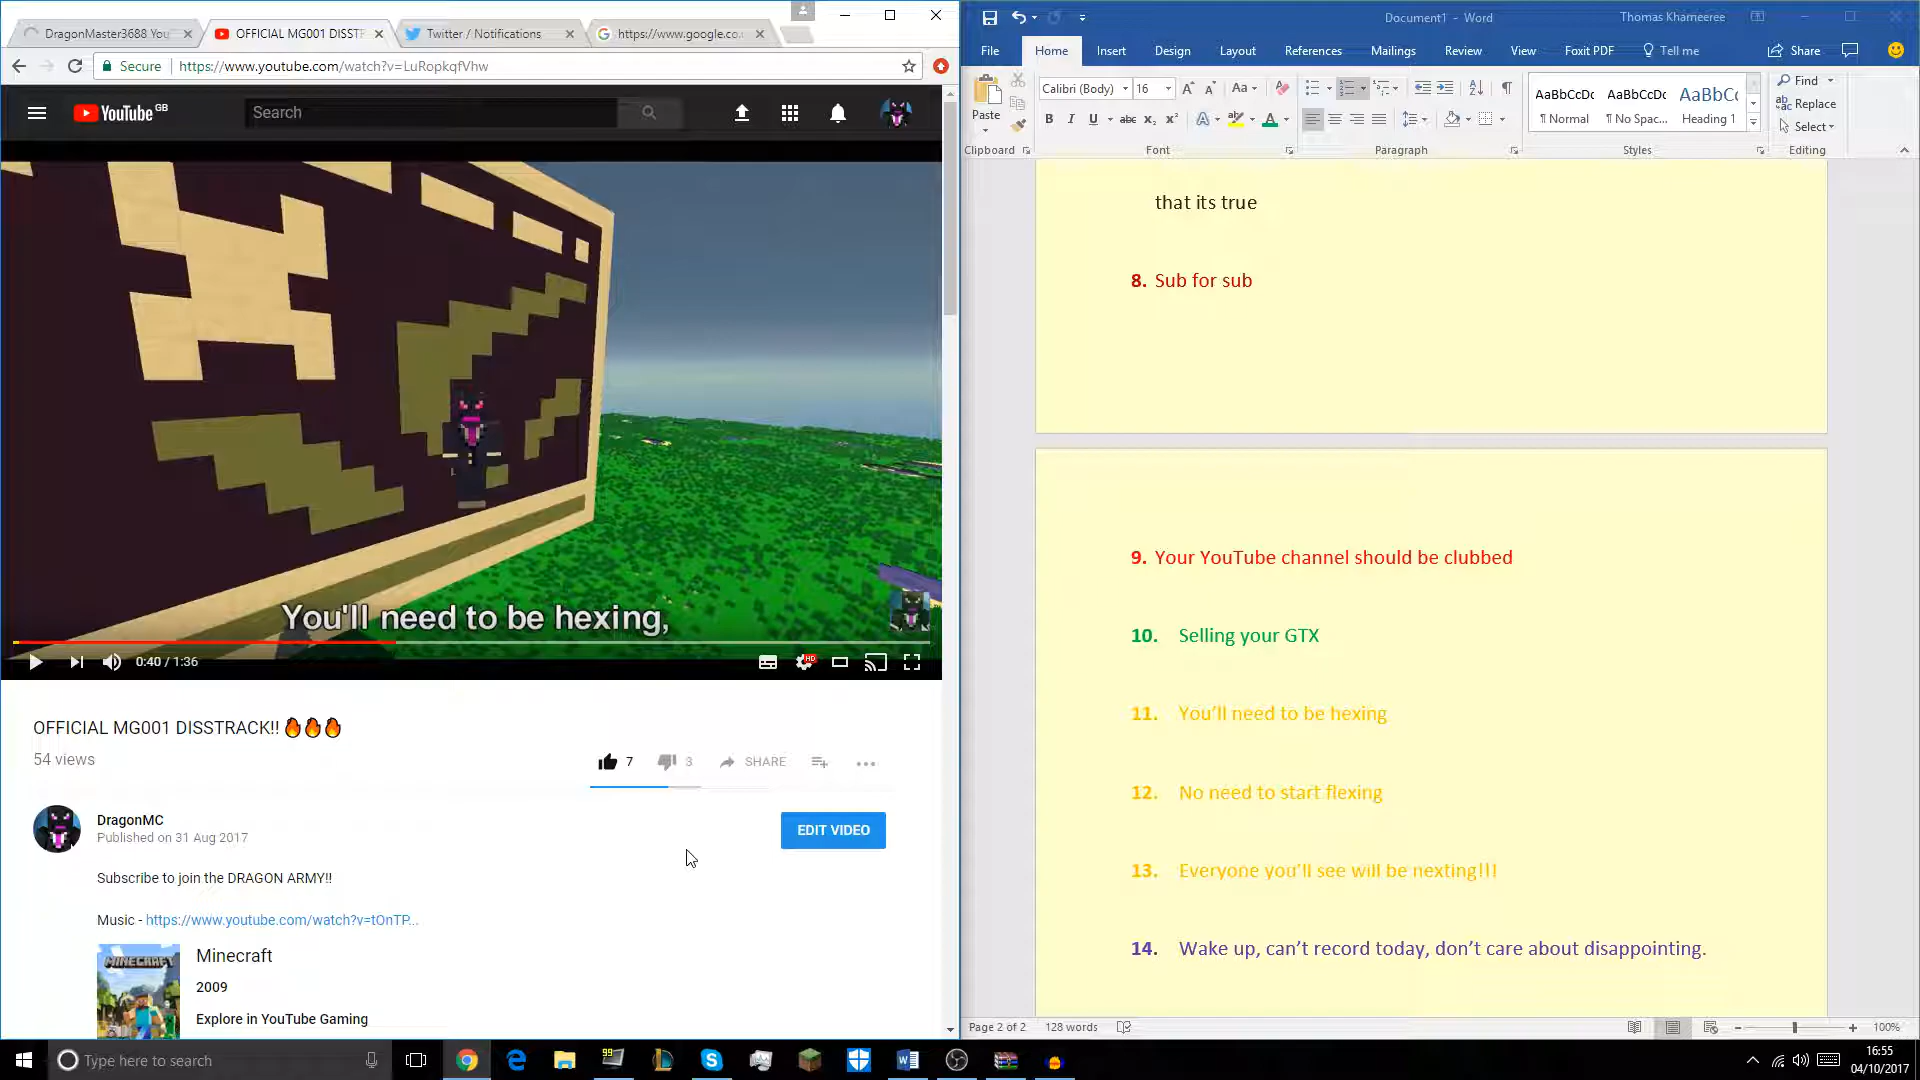 DragonMaster3688 You
OFFICIAL MG001 DISST
Twitter / Notifications
https://www.google.co.
Secure
https://www.youtube.com/watch?v=LuRopkqfVhw
YouTube GB
Search
You'll need to be hexing,
0:40 / 1:36
HD
OFFICIAL MG001 DISSTRACK!! 🔥🔥🔥
54 views
7
3
SHARE
DragonMC
Published on 31 Aug 2017
EDIT VIDEO
Subscribe to join the DRAGON ARMY!!
Music - https://www.youtube.com/watch?v=tOnTP...
MINECRAFT
Minecraft
2009
Explore in YouTube Gaming
Document1 - Word
Thomas Khameeree
File Home Insert Design Layout References Mailings Review View Foxit PDF Tell me Share
Paste
Calibri (Body) 16
AaBbCcDc AaBbCcDc AaBbC
¶ Normal ¶ No Spac... Heading 1
Find
Replace
Select
Clipboard Font Paragraph Styles Editing
that its true
8. Sub for sub
9. Your YouTube channel should be clubbed
10. Selling your GTX
11. You’ll need to be hexing
12. No need to start flexing
13. Everyone you’ll see will be nexting!!!
14. Wake up, can’t record today, don’t care about disappointing.
Page 2 of 2 128 words
100%
Type here to search
16:55
04/10/2017